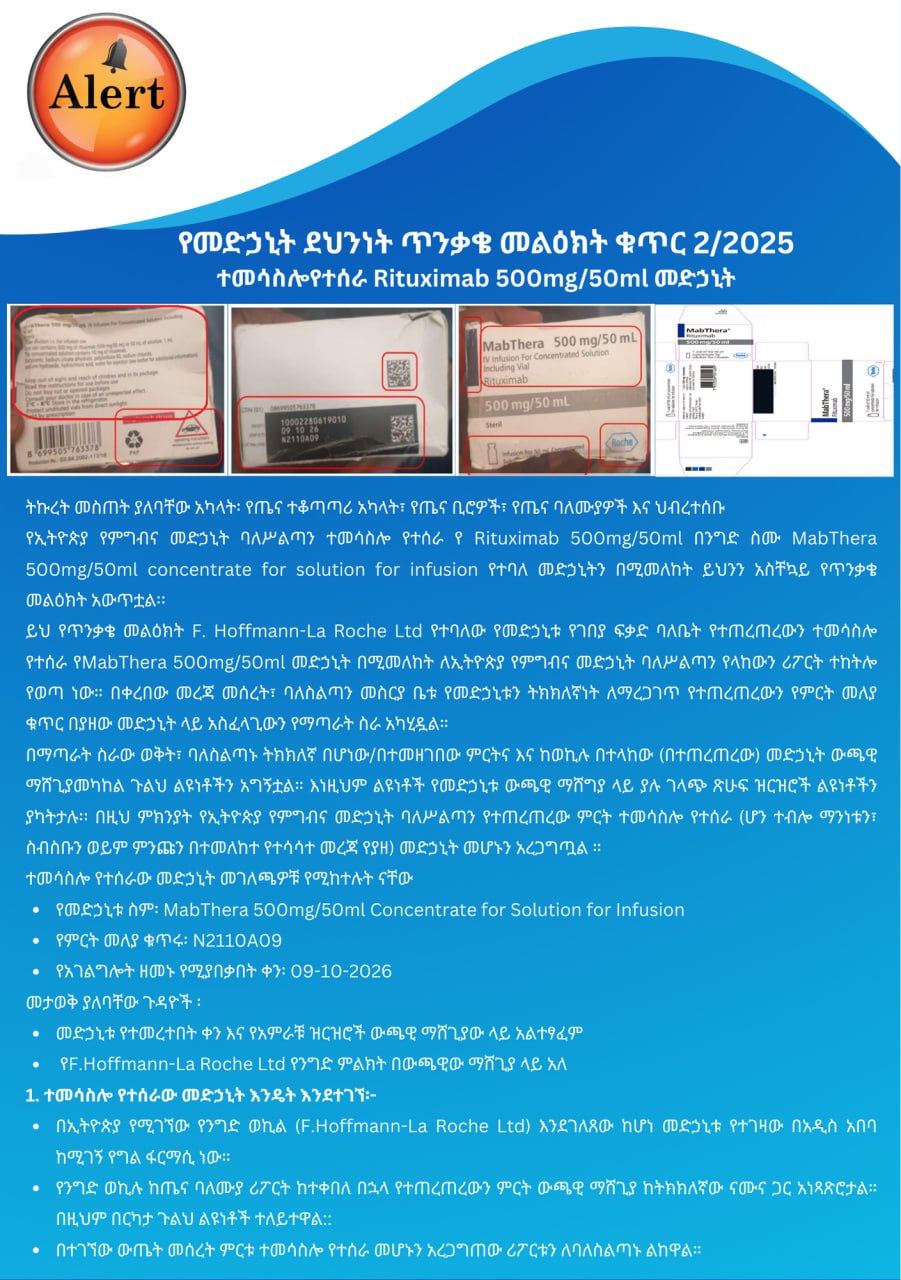 Alert
የመድኃኒት ደህንነት ጥንቃቄ መልዕክት ቁጥር 2/2025
ተመሳስሎየተሰራ Rituximab 500mg/50ml መድኃኒት
8 699505 763378
PAP
GTIN (01) 08699505763378
10002280619010
09 10 26
N2110A09
MabThera 500 mg/50 mL
IV Infusion For Concentrated Solution
Including Vial
Rituximab
500 mg/50 mL
Steril
Roche
MabThera®
Rituximab
500 mg/50 ml
ትኩረት መስጠት ያለባቸው አካላት፡ የጤና ተቆጣጣሪ አካላት፣ የጤና ቢሮዎች፣ የጤና ባለሙያዎች እና ህብረተሰቡ
የኢትዮጵያ የምግብና መድኃኒት ባለሥልጣን ተመሳስሎ የተሰራ የ Rituximab 500mg/50ml በንግድ ስሙ MabThera
500mg/50ml concentrate for solution for infusion የተባለ መድኃኒትን በሚመለከት ይህንን አስቸኳይ የጥንቃቄ
መልዕክት አውጥቷል፡፡
ይህ የጥንቃቄ መልዕክት F. Hoffmann-La Roche Ltd የተባለው የመድኃኒቱ የገበያ ፍቃድ ባለቤት የተጠረጠረውን ተመሳስሎ
የተሰራ የMabThera 500mg/50ml መድኃኒት በሚመለከት ለኢትዮጵያ የምግብና መድኃኒት ባለሥልጣን የላከውን ሪፖርት ተከትሎ
የወጣ ነው። በቀረበው መረጃ መሰረት፣ ባለስልጣን መስርያ ቤቱ የመድኃኒቱን ትክክለኛነት ለማረጋገጥ የተጠረጠረውን የምርት መለያ
ቁጥር በያዘው መድኃኒት ላይ አስፈላጊውን የማጣራት ስራ አካሂዷል።
በማጣራት ስራው ወቅት፣ ባለስልጣኑ ትክክለኛ በሆነው/በተመዘገበው ምርትና እና ከወኪሉ በተላከው (በተጠረጠረው) መድኃኒት ውጫዊ
ማሸጊያመካከል ጉልህ ልዩነቶችን አግኝቷል። እነዚህም ልዩነቶች የመድኃኒቱ ውጫዊ ማሸግያ ላይ ያሉ ገላጭ ጽሁፍ ዝርዝሮች ልዩነቶችን
ያካትታሉ፡፡ በዚህ ምክንያት የኢትዮጵያ የምግብና መድኃኒት ባለሥልጣን የተጠረጠረው ምርት ተመሳስሎ የተሰራ (ሆን ተብሎ ማንነቱን፣
ስብስቡን ወይም ምንጩን በተመለከተ የተሳሳተ መረጃ የያዘ) መድኃኒት መሆኑን አረጋግጧል ።
ተመሳስሎ የተሰራው መድኃኒት መገለጫዎቹ የሚከተሉት ናቸው
• የመድኃኒቱ ስም፡ MabThera 500mg/50ml Concentrate for Solution for Infusion
• የምርት መለያ ቁጥሩ፡ N2110A09
• የአገልግሎት ዘመኑ የሚያበቃበት ቀን፡ 09-10-2026
መታወቅ ያለባቸው ጉዳዮች ፡
• መድኃኒቱ የተመረተበት ቀን እና የአምራቹ ዝርዝሮች ውጫዊ ማሸጊያው ላይ አልተፃፈም
• የF.Hoffmann-La Roche Ltd የንግድ ምልክት በውጫዊው ማሸጊያ ላይ አለ
1. ተመሳስሎ የተሰራው መድኃኒት እንዴት እንደተገኘ፡-
• በኢትዮጵያ የሚገኘው የንግድ ወኪል (F.Hoffmann-La Roche Ltd) እንደገለጸው ከሆነ መድኃኒቱ የተገዛው በአዲስ አበባ
ከሚገኝ የግል ፋርማሲ ነው።
• የንግድ ወኪሉ ከጤና ባለሙያ ሪፖርት ከተቀበለ በኋላ የተጠረጠረውን ምርት ውጫዊ ማሸጊያ ከትክክለኛው ናሙና ጋር አነጻጽሮታል።
በዚህም በርካታ ጉልህ ልዩነቶች ተለይተዋል::
• በተገኘው ውጤት መሰረት ምርቱ ተመሳስሎ የተሰራ መሆኑን አረጋግጠው ሪፖርቱን ለባለስልጣኑ ልከዋል።